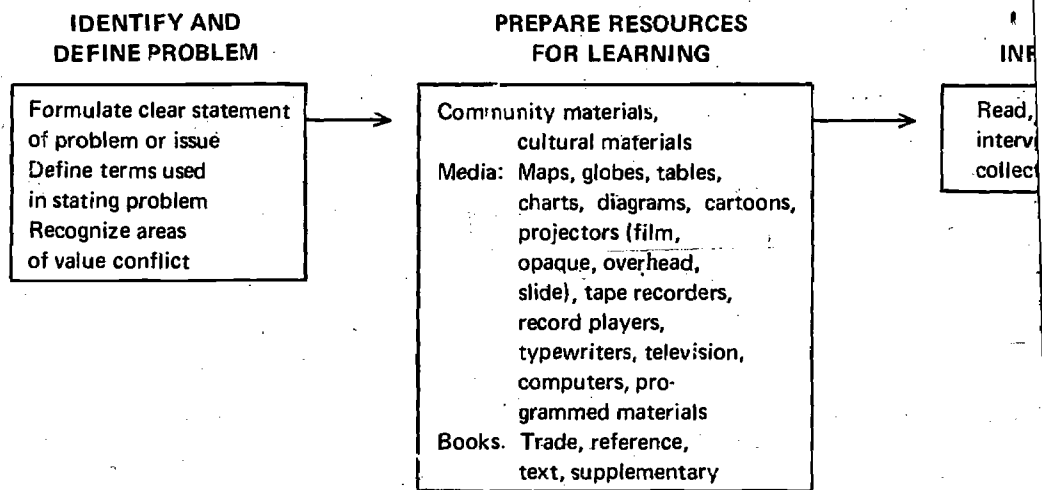 IDENTIFY AND
DEFINE PROBLEM
Formulate clear statement
of problem or issue
Define terms used
in stating problem
Recognize areas
of value conflict
PREPARE RESOURCES
FOR LEARNING
Community materials,
cultural materials
Media: Maps, globes, tables,
charts, diagrams, cartoons,
projectors (film,
opaque, overhead,
slide), tape recorders,
record players,
typewriters, television,
computers, pro-
grammed materials
Books. Trade, reference,
text, supplementary
Read,